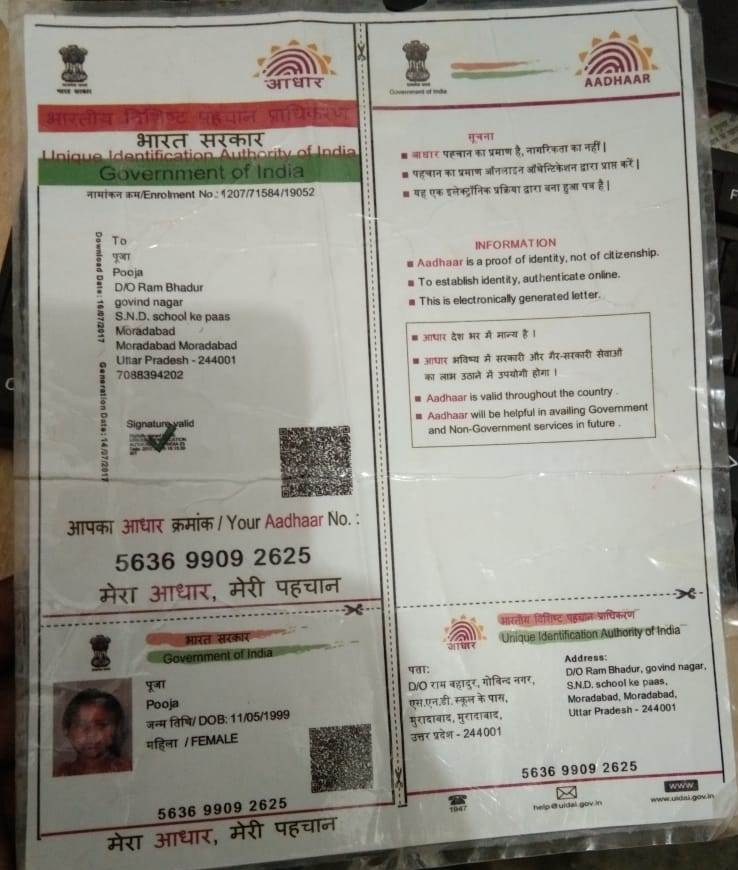 भारत सरकार
आधार
भारतीय विशिष्ट पहचान प्राधिकरण
भारत सरकार
Unique Identification Authority of India
Government of India
नामांकन क्रम/Enrolment No.: 1207/71584/19052
Download Date: 16/07/2017
Generation Date: 14/07/2017
To
पूजा
Pooja
D/O Ram Bhadur
govind nagar
S.N.D. school ke paas
Moradabad
Moradabad Moradabad
Uttar Pradesh - 244001
7088394202
Signature valid
आपका आधार क्रमांक / Your Aadhaar No. :
5636 9909 2625
मेरा आधार, मेरी पहचान
Government of India
AADHAAR
सूचना
आधार पहचान का प्रमाण है, नागरिकता का नहीं |
पहचान का प्रमाण ऑनलाइन ऑथेन्टिकेशन द्वारा प्राप्त करें |
यह एक इलेक्ट्रॉनिक प्रक्रिया द्वारा बना हुआ पत्र है |
INFORMATION
Aadhaar is a proof of identity, not of citizenship.
To establish identity, authenticate online.
This is electronically generated letter.
आधार देश भर में मान्य है ।
आधार भविष्य में सरकारी और गैर-सरकारी सेवाओं
का लाभ उठाने में उपयोगी होगा ।
Aadhaar is valid throughout the country .
Aadhaar will be helpful in availing Government
and Non-Government services in future .
भारत सरकार
Government of India
पूजा
Pooja
जन्म तिथि/ DOB: 11/05/1999
महिला / FEMALE
5636 9909 2625
मेरा आधार, मेरी पहचान
आधार
भारतीय विशिष्ट पहचान प्राधिकरण
Unique Identification Authority of India
पता:
D/O राम बहादुर, गोविन्द नगर,
एस.एन.डी. स्कूल के पास,
मुरादाबाद, मुरादाबाद,
उत्तर प्रदेश - 244001
Address:
D/O Ram Bhadur, govind nagar,
S.N.D. school ke paas,
Moradabad, Moradabad,
Uttar Pradesh - 244001
5636 9909 2625
1947
help@uidai.gov.in
WWW
www.uidai.gov.in